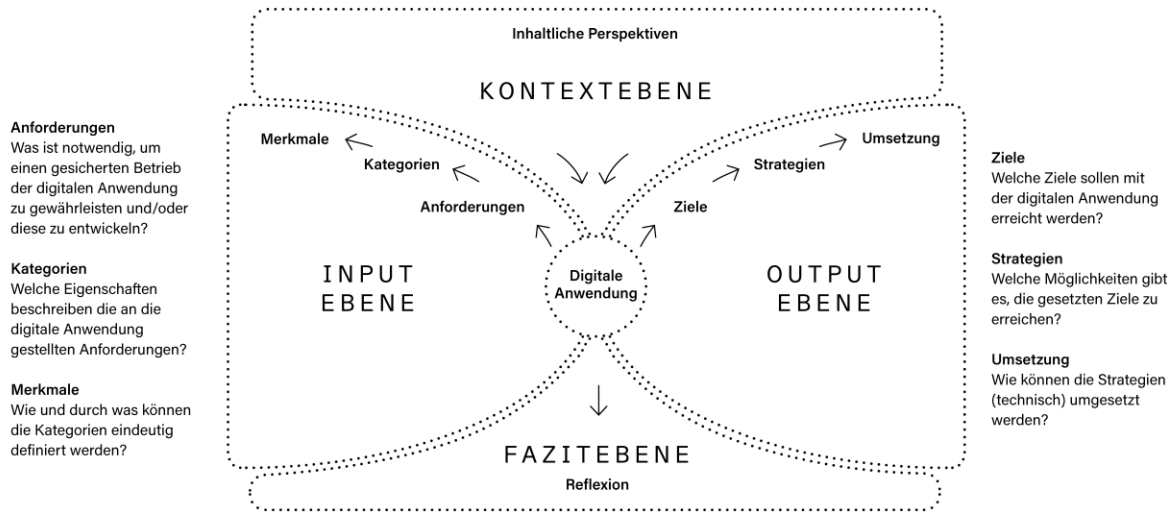 Inhaltliche Perspektiven
KONTEXTEBENE
Anforderungen
Was ist notwendig, um
einen gesicherten Betrieb
der digitalen Anwendung
zu gewährleisten und/oder
diese zu entwickeln?
Kategorien
Welche Eigenschaften
beschreiben die an die
digitale Anwendung
gestellten Anforderungen?
Merkmale
Wie und durch was können
die Kategorien eindeutig
definiert werden?
Merkmale
Kategorien
Anforderungen
INPUT
EBENE
Digitale
Anwendung
Umsetzung
Strategien
Ziele
OUTPUT
EBENE
Ziele
Welche Ziele sollen mit
der digitalen Anwendung
erreicht werden?
Strategien
Welche Möglichkeiten gibt
es, die gesetzten Ziele zu
erreichen?
Umsetzung
Wie können die Strategien
(technisch) umgesetzt
werden?
FAZITEBENE
Reflexion